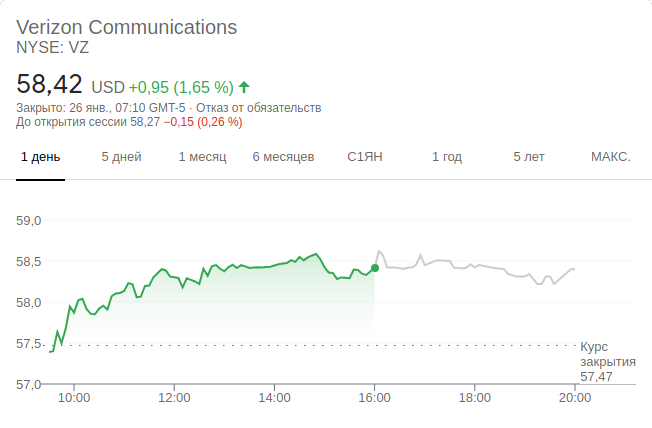 Verizon Communications
NYSE: VZ
58,42 USD +0,95 (1,65 %)
Закрыто: 26 янв., 07:10 GMT-5 · Отказ от обязательств
До открытия сессии 58,27 −0,15 (0,26 %)
1 день 5 дней 1 месяц 6 месяцев С1ЯН 1 год 5 лет МАКС.
59,0
58,5
58,0
57,5
Курс
закрытия
57,47
57,0
10:00 12:00 14:00 16:00 18:00 20:00